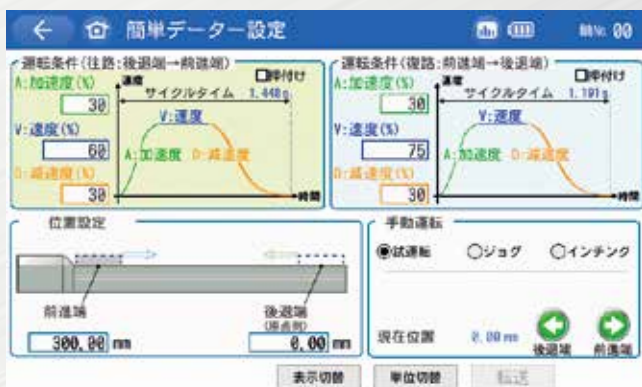 簡単データー設定
軸No. 00
運転条件(往路:後退端→前進端)
A:加速度(%)
30
V:速度(%)
60
D:減速度(%)
30
速度
□押付け
サイクルタイム 1.448s
V:速度
A:加速度 D:減速度
時間
運転条件(復路:前進端→後退端)
A:加速度(%)
30
V:速度(%)
75
D:減速度(%)
30
速度
□押付け
サイクルタイム 1.191s
V:速度
A:加速度 D:減速度
時間
位置設定
前進端
300.00 mm
後退端
(原点側)
0.00 mm
手動運転
◉試運転 ○ジョグ ○インチング
現在位置 0.00 mm
後退端 前進端
表示切替 単位切替 転送